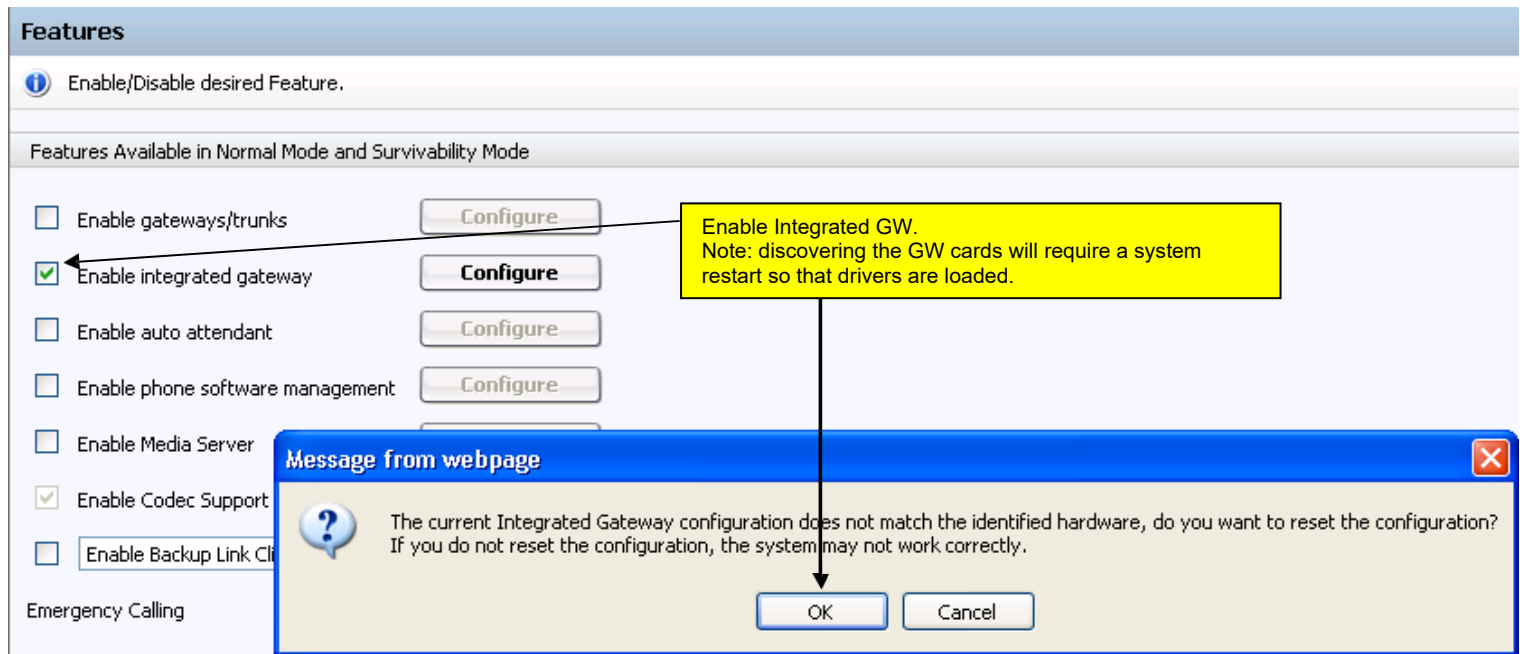 Features
Enable/Disable desired Feature.
Features Available in Normal Mode and Survivability Mode
Enable gateways/trunks
Configure
Enable integrated gateway
Configure
Enable auto attendant
Configure
Enable phone software management
Configure
Enable Media Server
Enable Codec Support
Enable Backup Link
Emergency Calling
Enable Integrated GW.
Note: discovering the GW cards will require a system
restart so that drivers are loaded.
Message from webpage
The current Integrated Gateway configuration does not match the identified hardware, do you want to reset the configuration?
If you do not reset the configuration, the system may not work correctly.
OK
Cancel